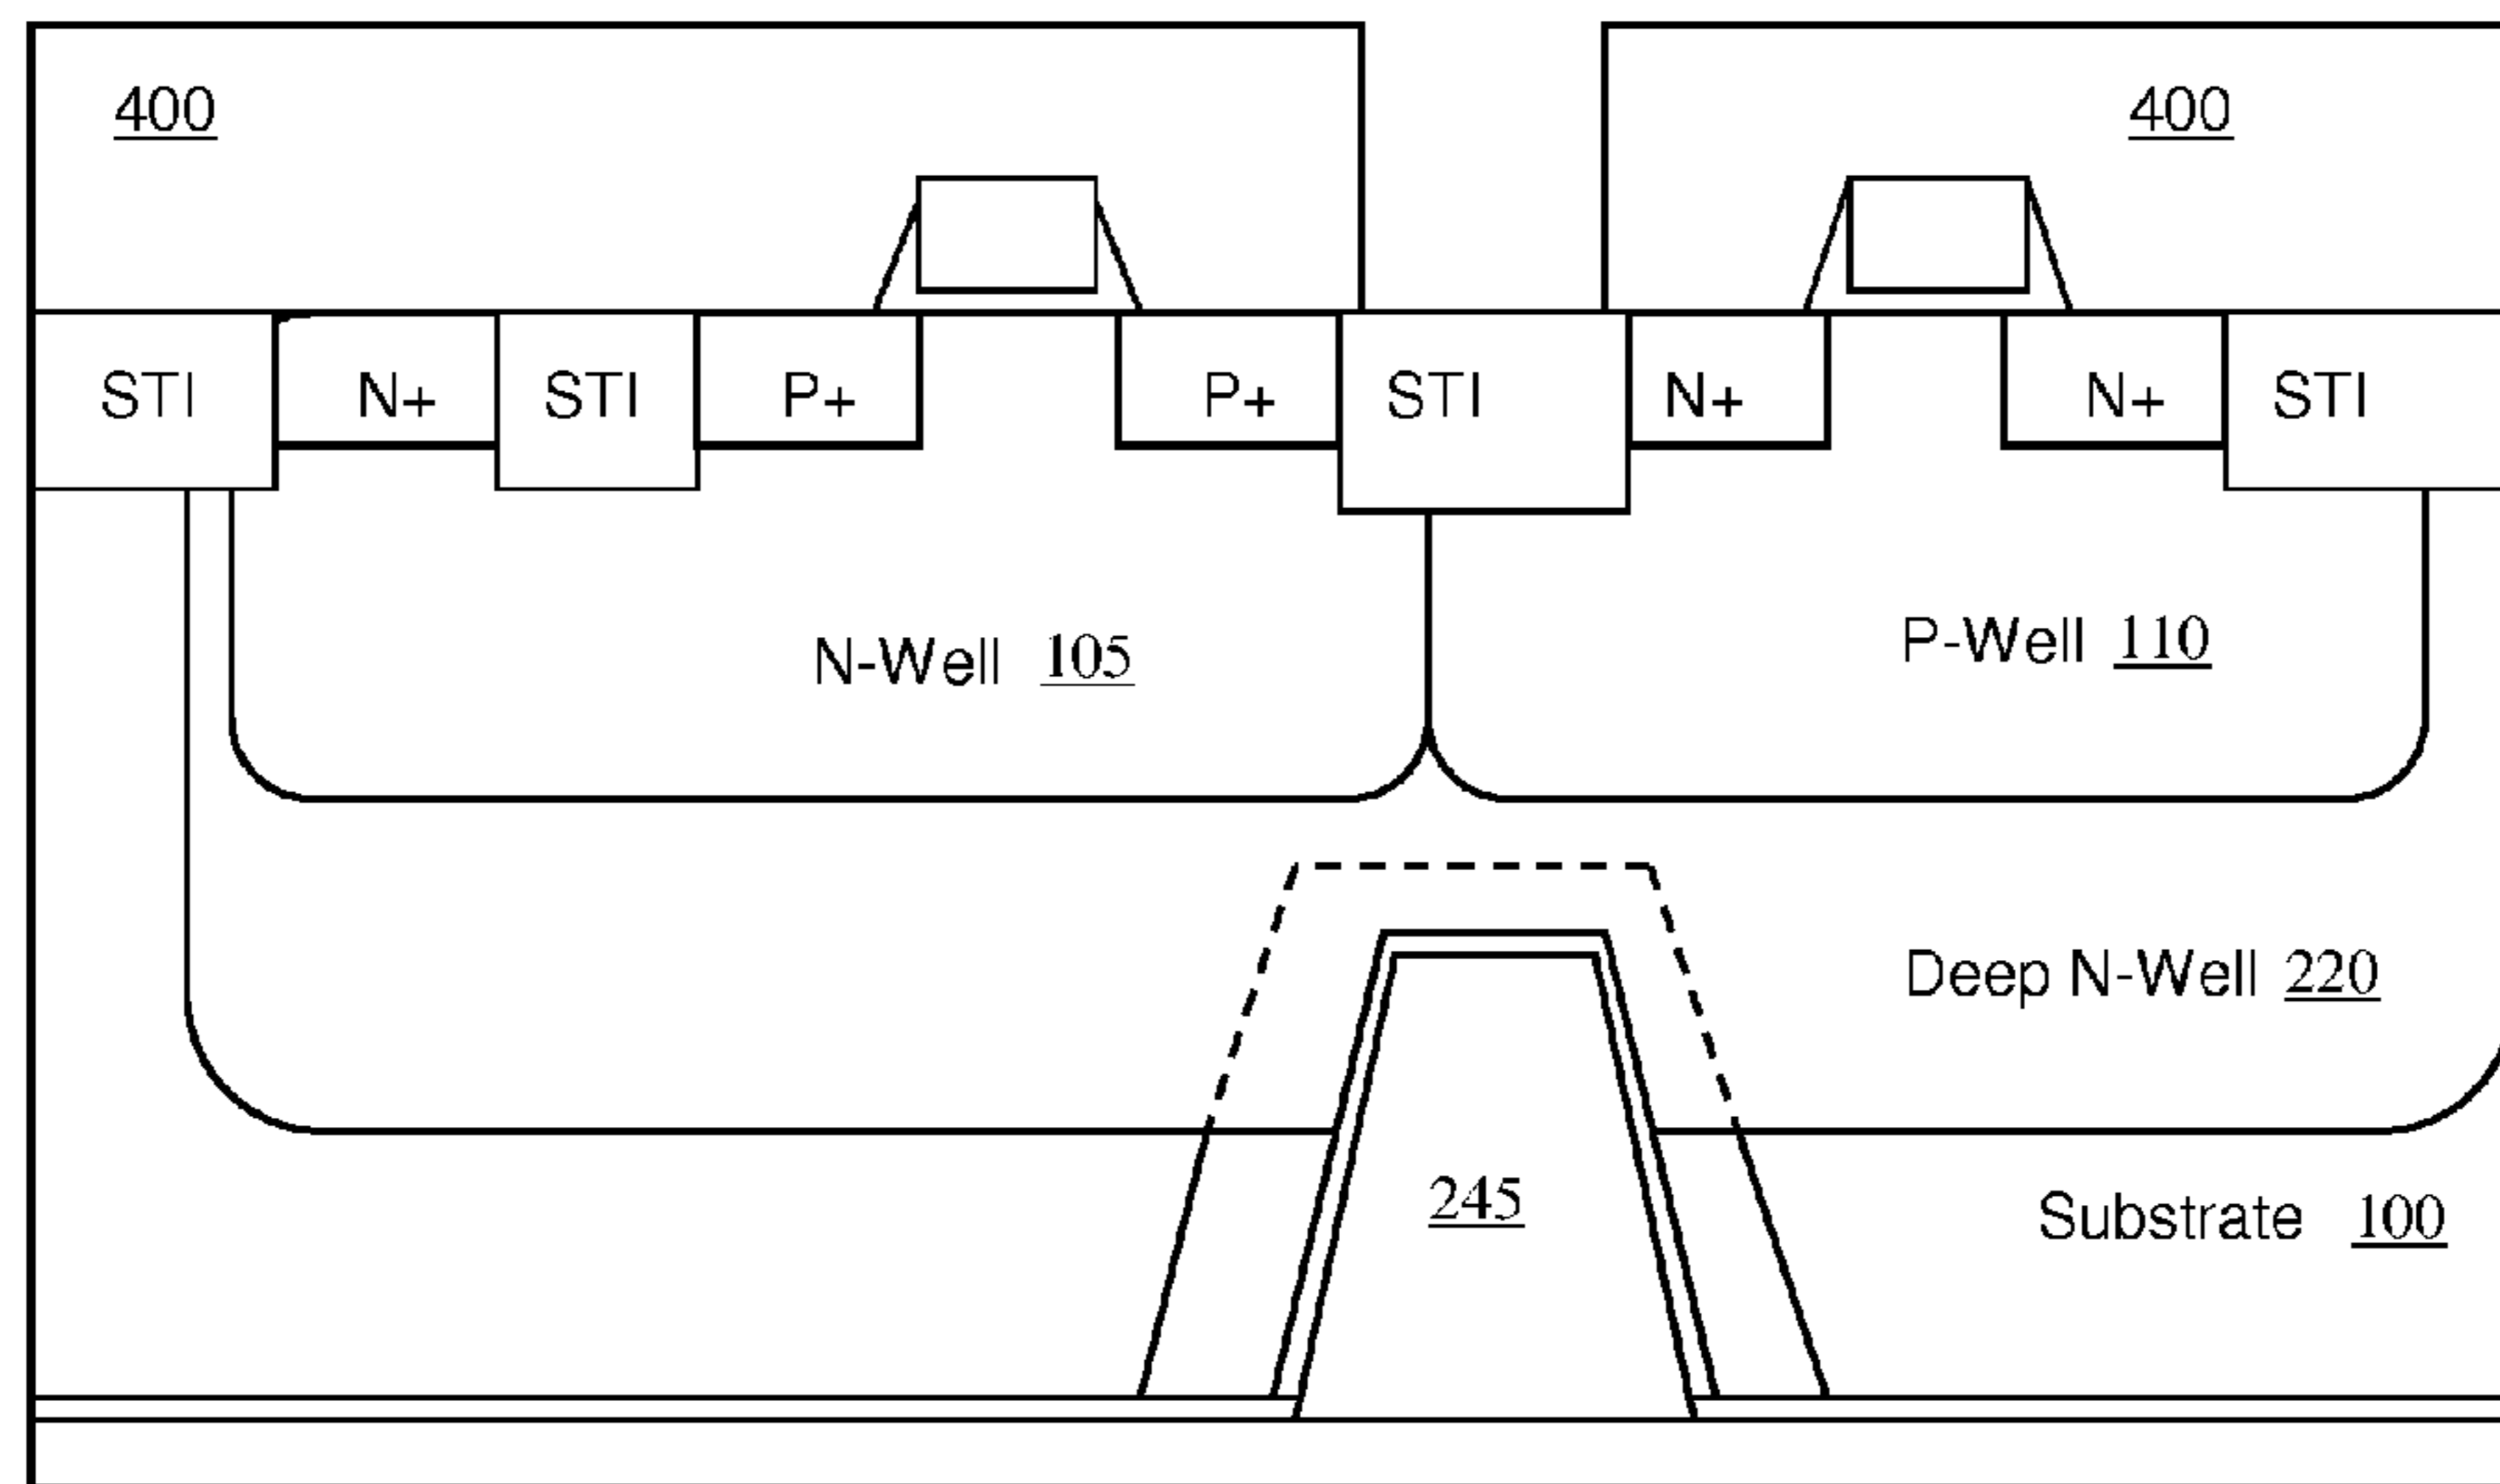 400 400
STI N+ STI P+ P+ STI N+ N+ STI
N-Well 105 P-Well 110
Deep N-Well 220
245 Substrate 100